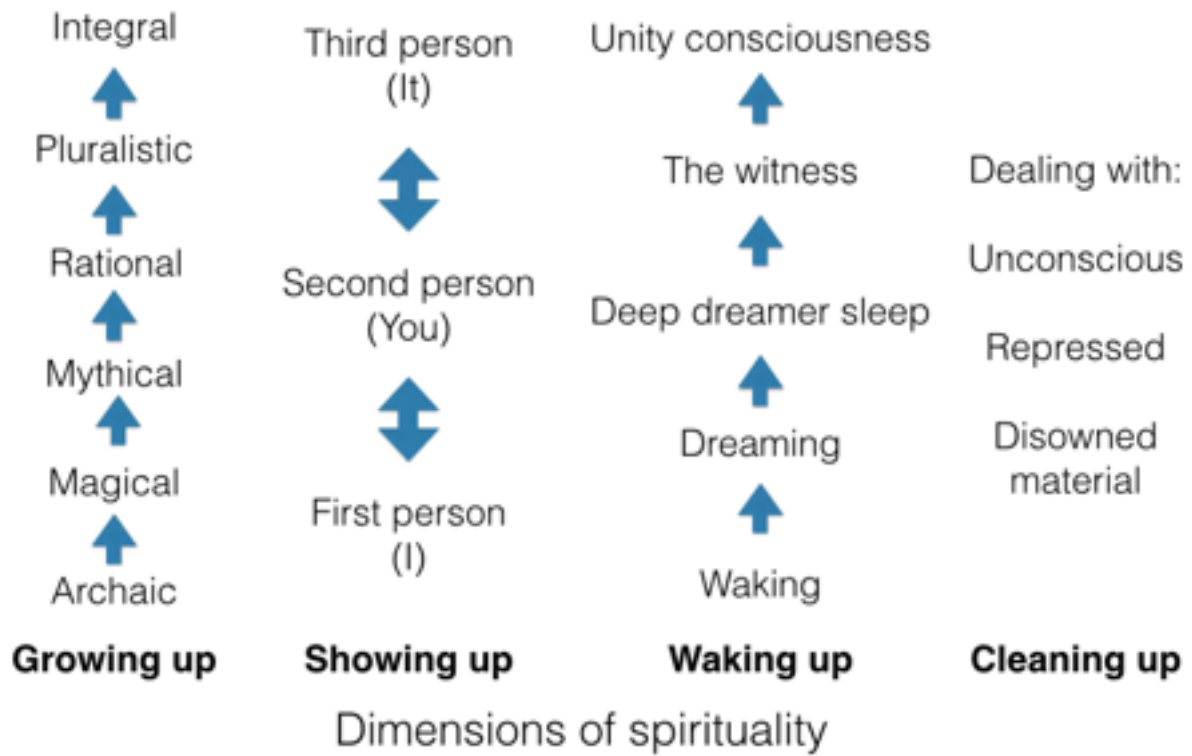 Integral
Pluralistic
Rational
Mythical
Magical
Archaic
Growing up
Third person
(It)
Second person
(You)
First person
(I)
Showing up
Unity consciousness
The witness
Deep dreamer sleep
Dreaming
Waking
Waking up
Dealing with:
Unconscious
Repressed
Disowned
material
Cleaning up
Dimensions of spirituality